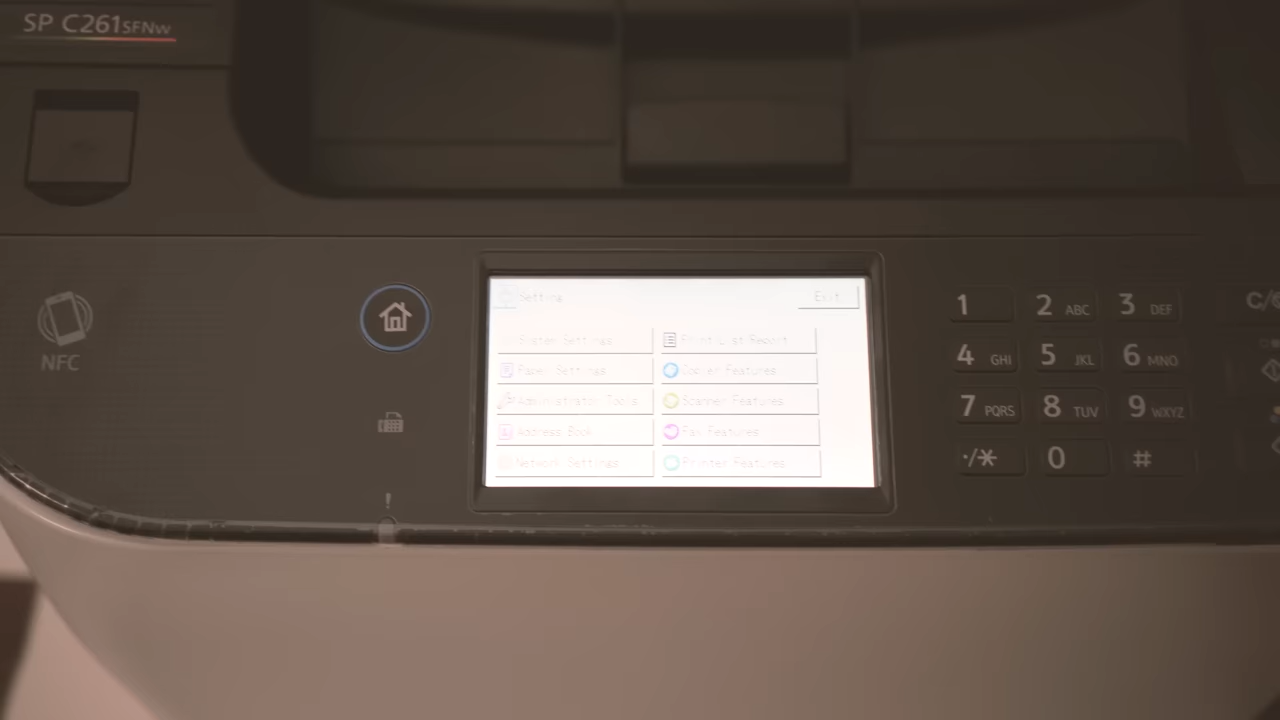 SP C261SFNw
NFC
Setting
Exit
System Settings
Print List/Report
Paper Settings
Copier Features
Administrator Tools
Scanner Features
Address Book
Fax Features
Network Settings
Printer Features
1
2 ABC
3 DEF
4 GHI
5 JKL
6 MNO
7 PQRS
8 TUV
9 WXYZ
·/*
0
#
!
C/